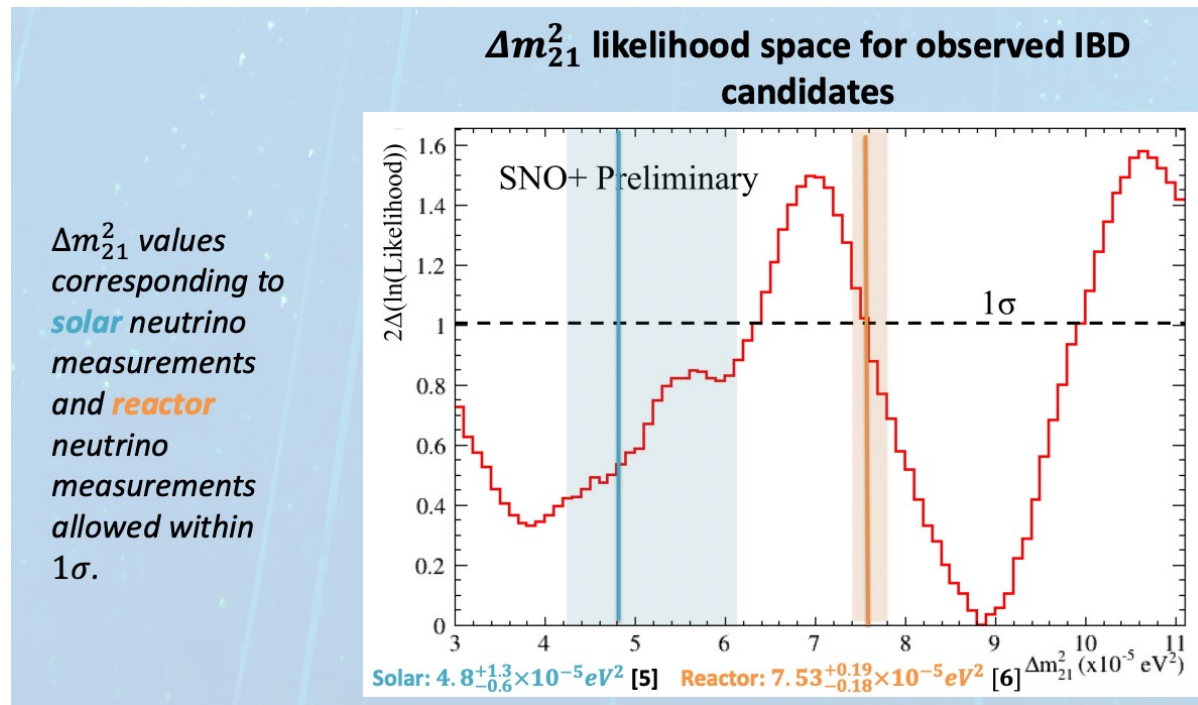 Δm²₂₁ likelihood space for observed IBD
candidates
Δm²₂₁ values
corresponding to
solar neutrino
measurements
and reactor
neutrino
measurements
allowed within
1σ.
2Δ(ln(Likelihood))
1.6
1.4
1.2
1
0.8
0.6
0.4
0.2
0
SNO+ Preliminary
1σ
3 4 5 6 7 8 9 10 11
Δm²₂₁ (x10⁻⁵ eV²)
Solar: 4.8⁺¹·³₋₀.₆×10⁻⁵eV² [5] Reactor: 7.53⁺⁰·¹⁹₋₀.₁₈×10⁻⁵eV² [6]